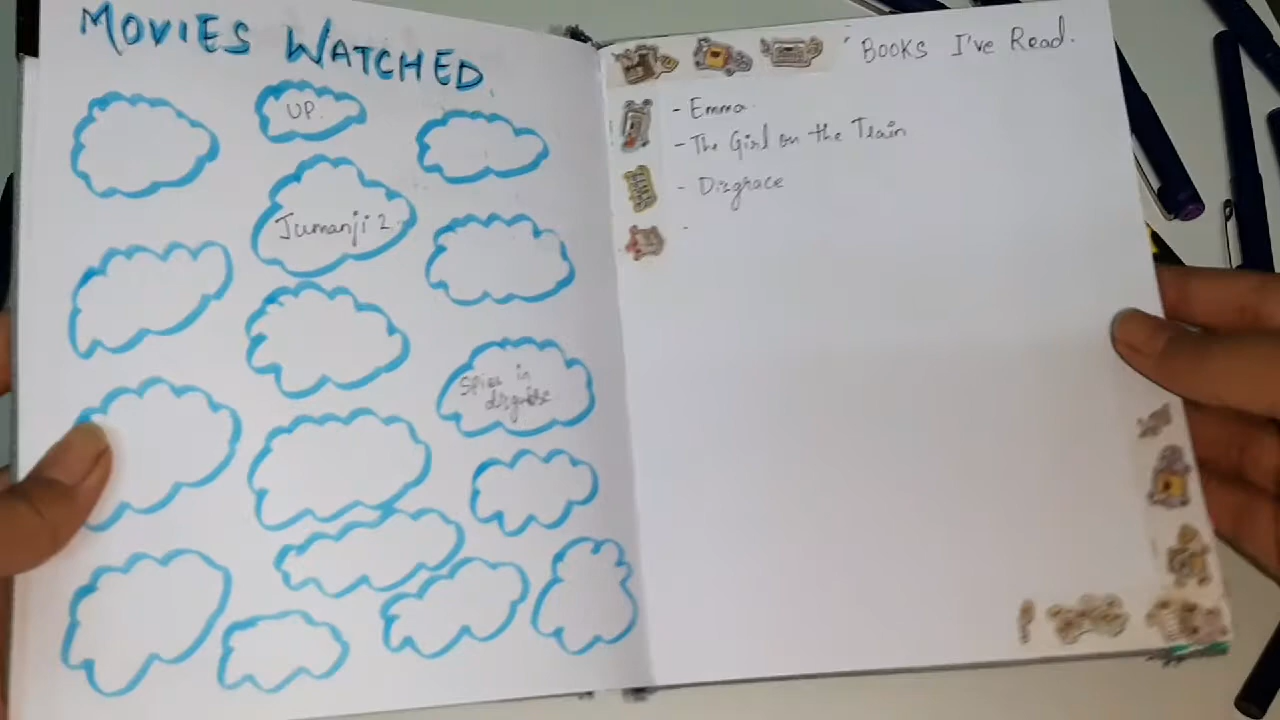 MOVIES WATCHED
UP.
Jumanji 2.
Spies in
disguise
Books I've Read.
- Emma.
- The Girl on the Train
- Disgrace
-